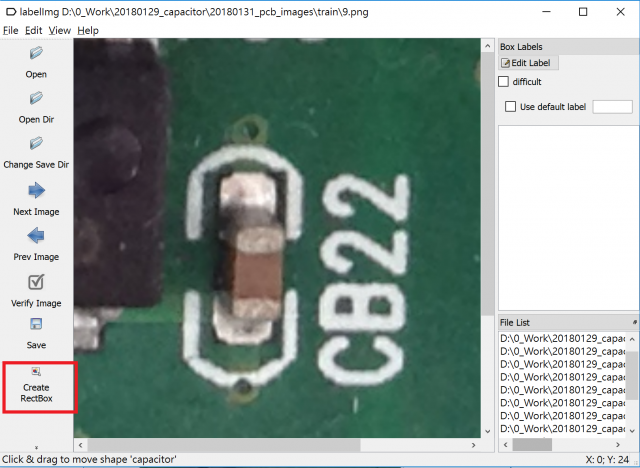 labelImg D:\0_Work\20180129_capacitor\20180131_pcb_images\train\9.png
File Edit View Help
Open
Open Dir
Change Save Dir
Next Image
Prev Image
Verify Image
Save
Create
RectBox
CB22
Box Labels
Edit Label
difficult
Use default label
File List
D:\0_Work\20180129_capac
D:\0_Work\20180129_capac
D:\0_Work\20180129_capac
D:\0_Work\20180129_capac
D:\0_Work\20180129_capac
D:\0_Work\20180129_capac
D:\0_Work\20180129_capac
D:\0_Work\20180129_capac
Click & drag to move shape 'capacitor'
X: 0; Y: 24